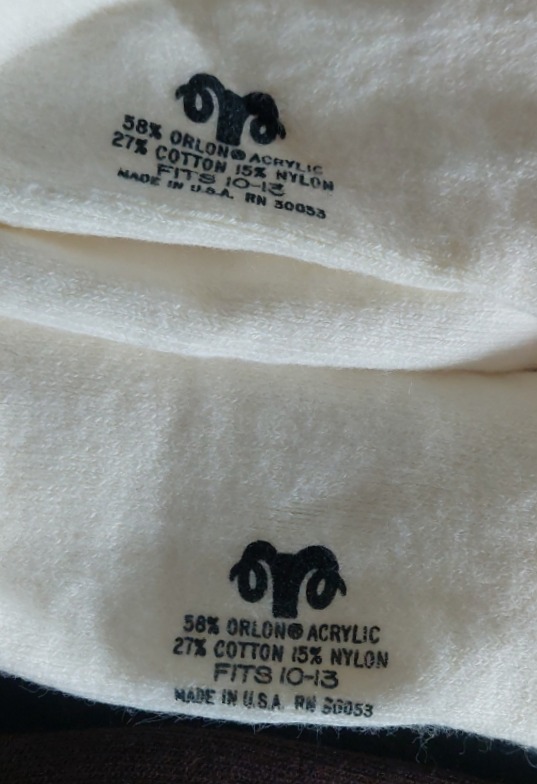 58% ORLON® ACRYLIC
27% COTTON 15% NYLON
FITS 10-13
MADE IN U.S.A. RN 30053
58% ORLON® ACRYLIC
27% COTTON 15% NYLON
FITS 10-13
MADE IN U.S.A. RN 30053